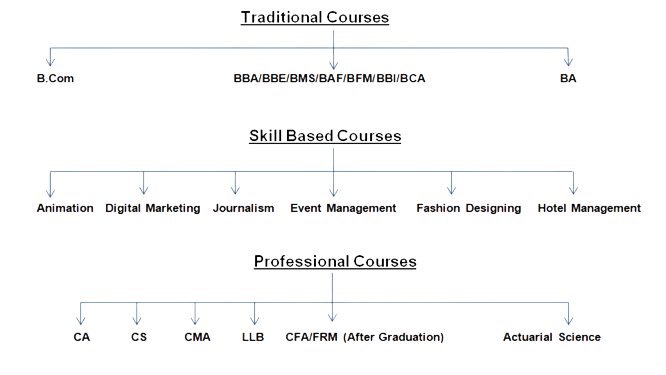 Traditional Courses
B.Com BBA/BBE/BMS/BAF/BFM/BBI/BCA BA
Skill Based Courses
Animation Digital Marketing Journalism Event Management Fashion Designing Hotel Management
Professional Courses
CA CS CMA LLB CFA/FRM (After Graduation) Actuarial Science